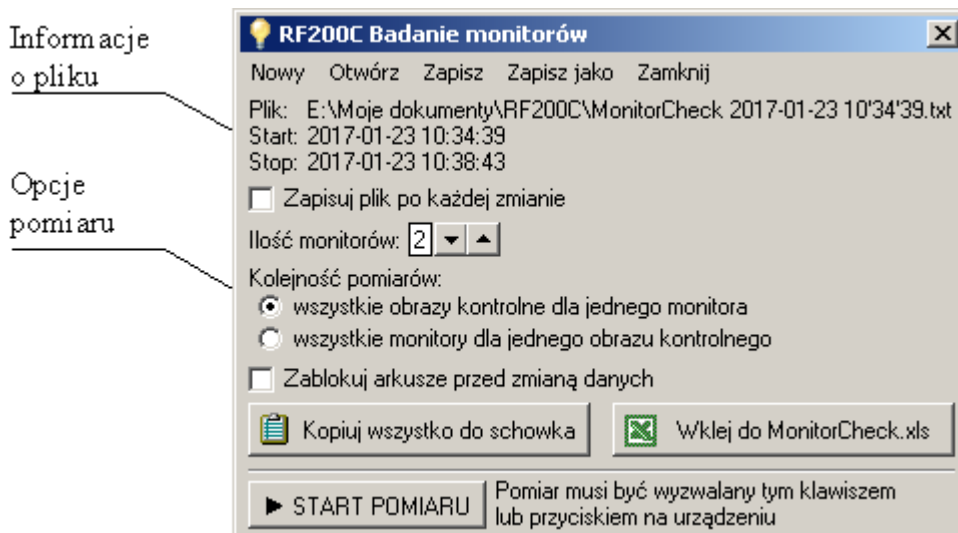 Informacje
o pliku
Opcje
pomiaru
RF200C Badanie monitorów
Nowy Otwórz Zapisz Zapisz jako Zamknij
Plik: E:\Moje dokumenty\RF200C\MonitorCheck 2017-01-23 10'34'39.txt
Start: 2017-01-23 10:34:39
Stop: 2017-01-23 10:38:43
Zapisuj plik po każdej zmianie
Ilość monitorów: 2
Kolejność pomiarów:
wszystkie obrazy kontrolne dla jednego monitora
wszystkie monitory dla jednego obrazu kontrolnego
Zablokuj arkusze przed zmianą danych
Kopiuj wszystko do schowka
Wklej do MonitorCheck.xls
START POMIARU
Pomiar musi być wyzwalany tym klawiszem
lub przyciskiem na urządzeniu